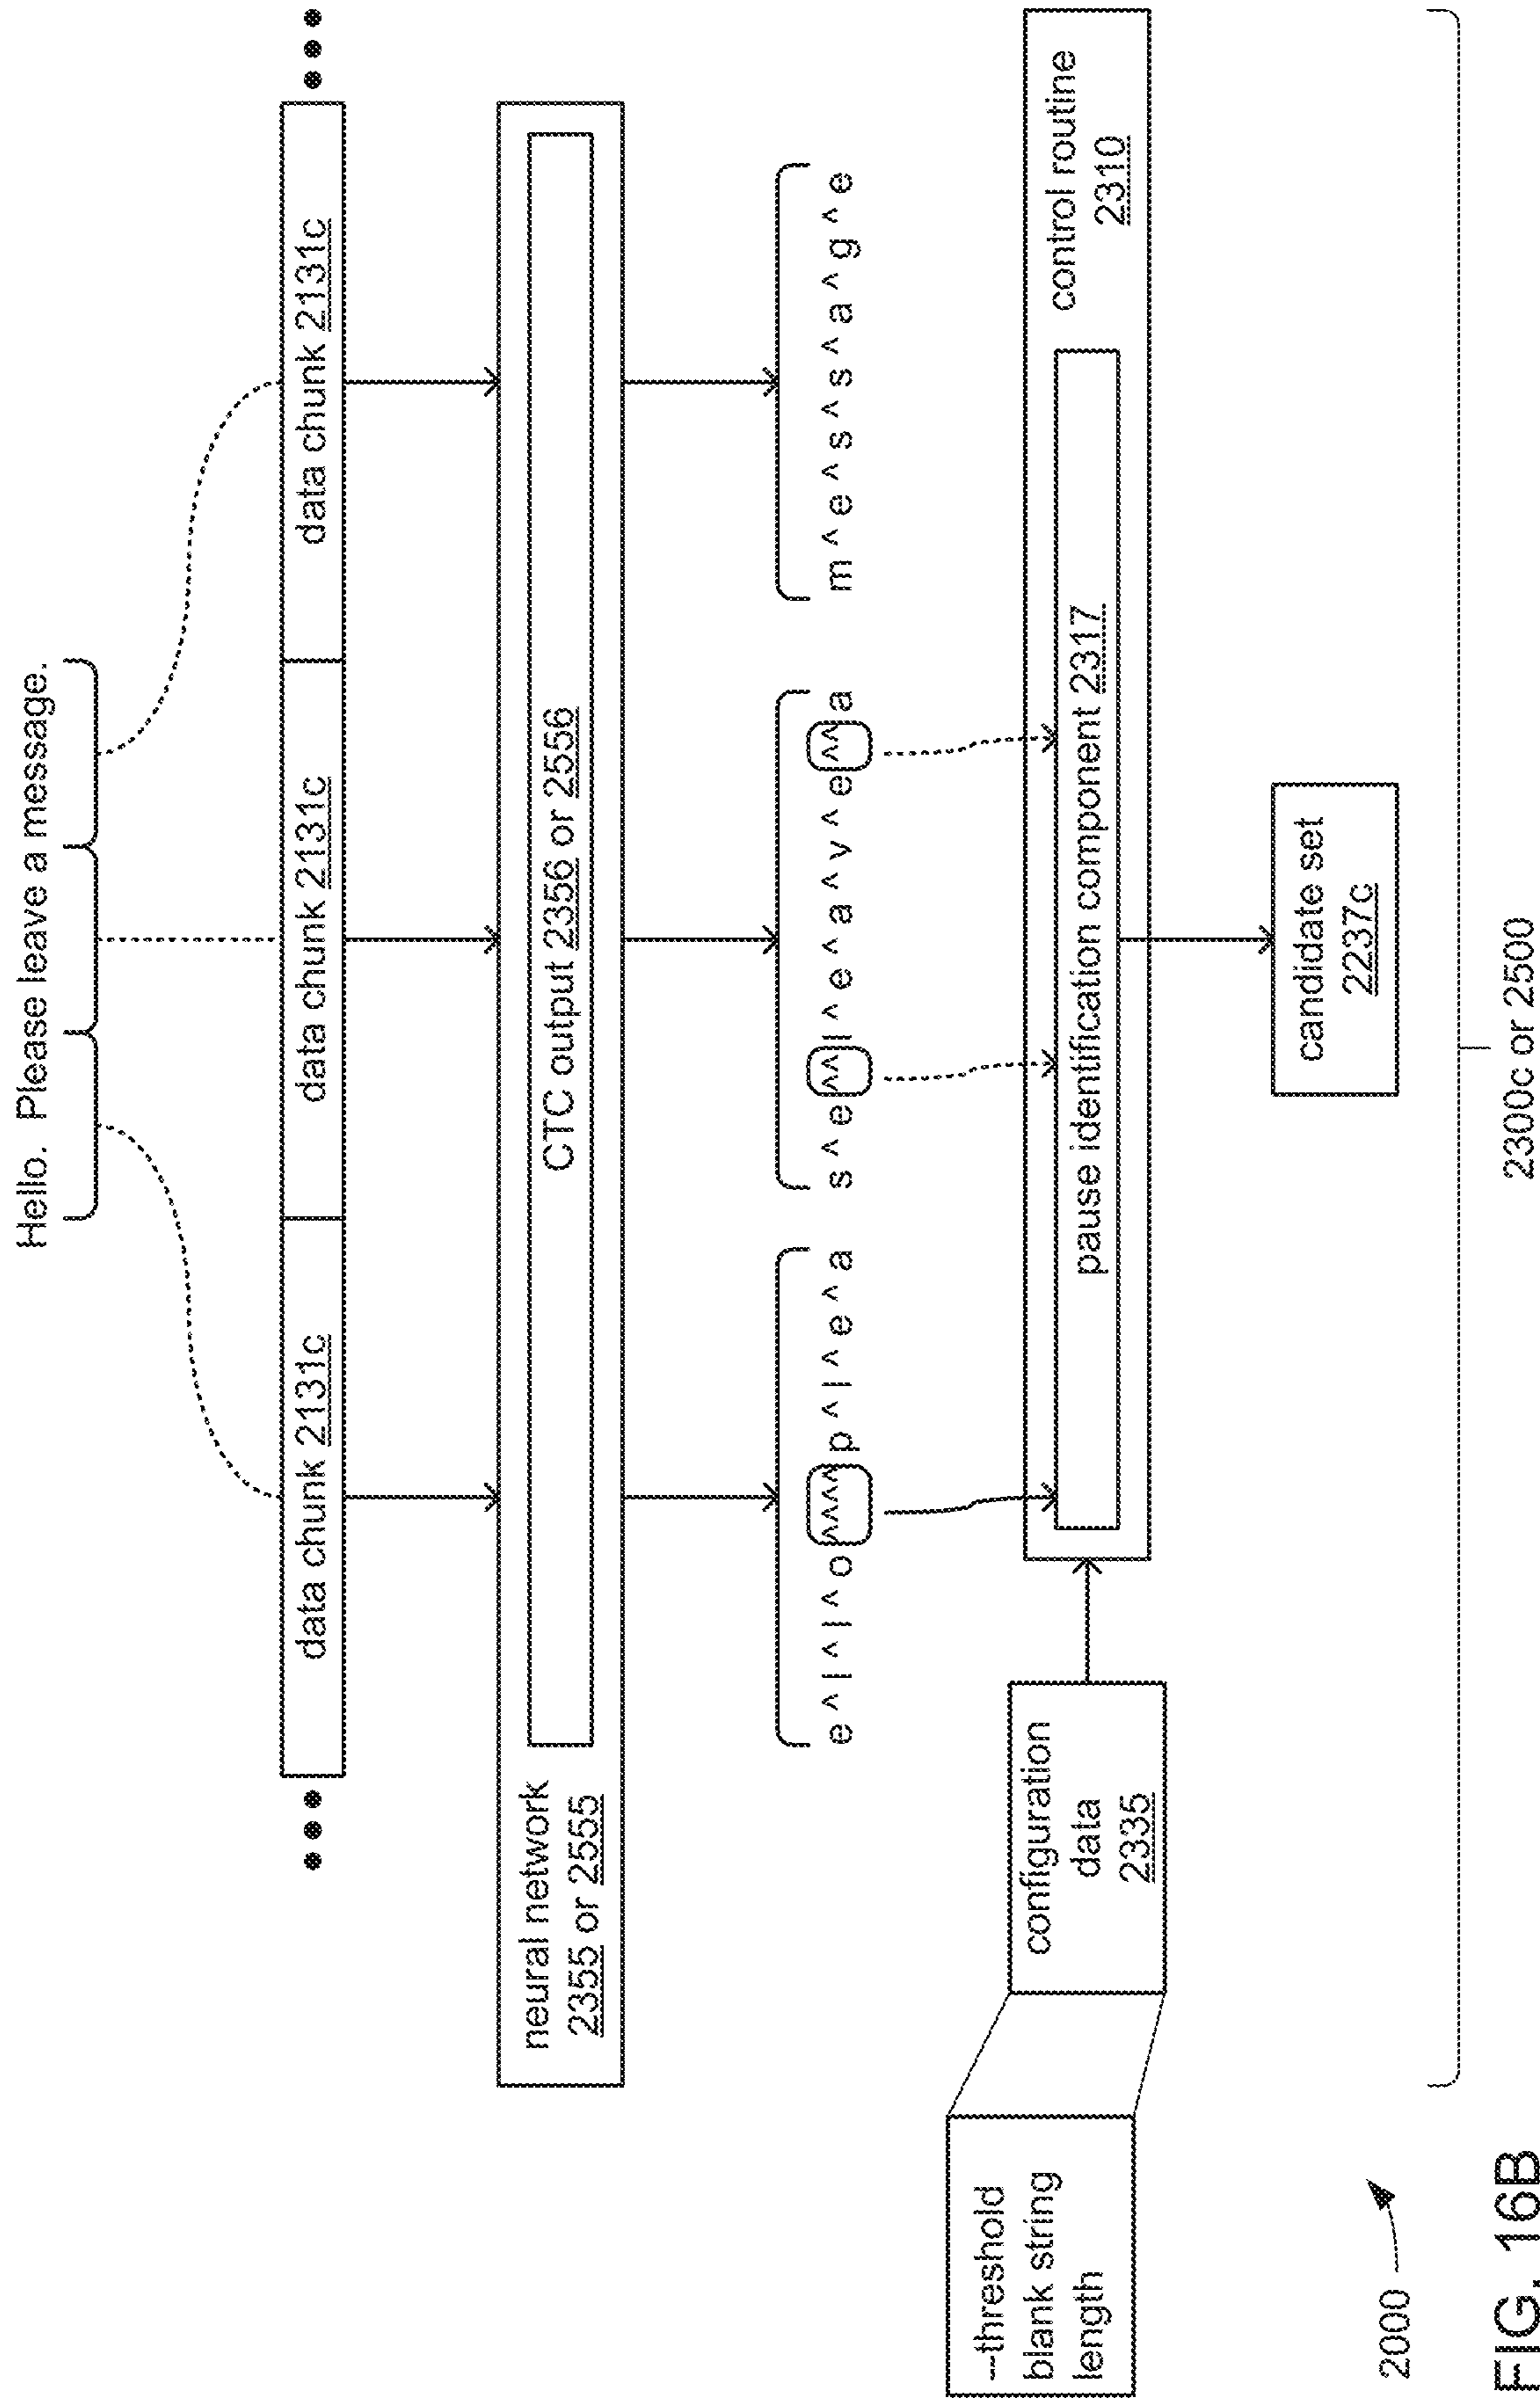 Hello. Please leave a message.
data chunk 2131c
data chunk 2131c
data chunk 2131c
neural network
2355 or 2555
CTC output 2356 or 2556
e ^ l ^ l ^ o ^^^^ p ^ l ^ e ^ a
s ^ e ^^ l ^ e ^ a ^ v ^ e ^^ a
m ^ e ^ s ^ s ^ a ^ g ^ e
--threshold
blank string
length
configuration
data
2335
control routine
2310
pause identification component 2317
candidate set
2237c
2000
2300c or 2500
FIG. 16B